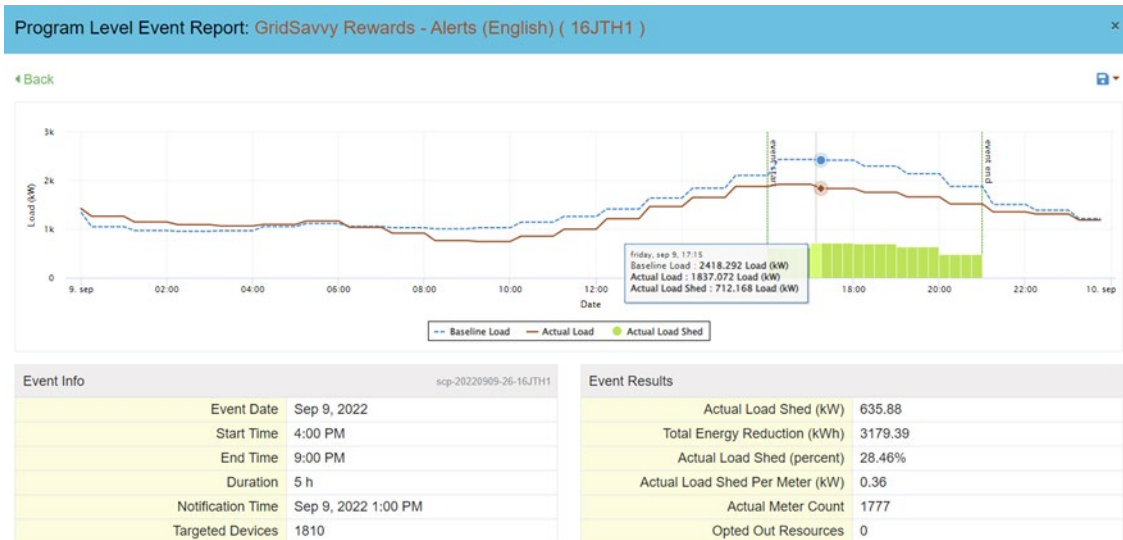 Program Level Event Report: GridSavvy Rewards - Alerts (English) ( 16JTH1 ) ×
Back
3k
2k
1k
0
Load (kW)
event start
event end
friday, sep 9, 17:15
Baseline Load : 2418.292 Load (kW)
Actual Load : 1837.072 Load (kW)
Actual Load Shed : 712.168 Load (kW)
9. sep 02:00 04:00 06:00 08:00 10:00 12:00 18:00 20:00 22:00 10. sep
Date
Baseline Load Actual Load Actual Load Shed
Event Info scp-20220909-26-16JTH1
Event Date Sep 9, 2022
Start Time 4:00 PM
End Time 9:00 PM
Duration 5 h
Notification Time Sep 9, 2022 1:00 PM
Targeted Devices 1810
Event Results
Actual Load Shed (kW) 635.88
Total Energy Reduction (kWh) 3179.39
Actual Load Shed (percent) 28.46%
Actual Load Shed Per Meter (kW) 0.36
Actual Meter Count 1777
Opted Out Resources 0